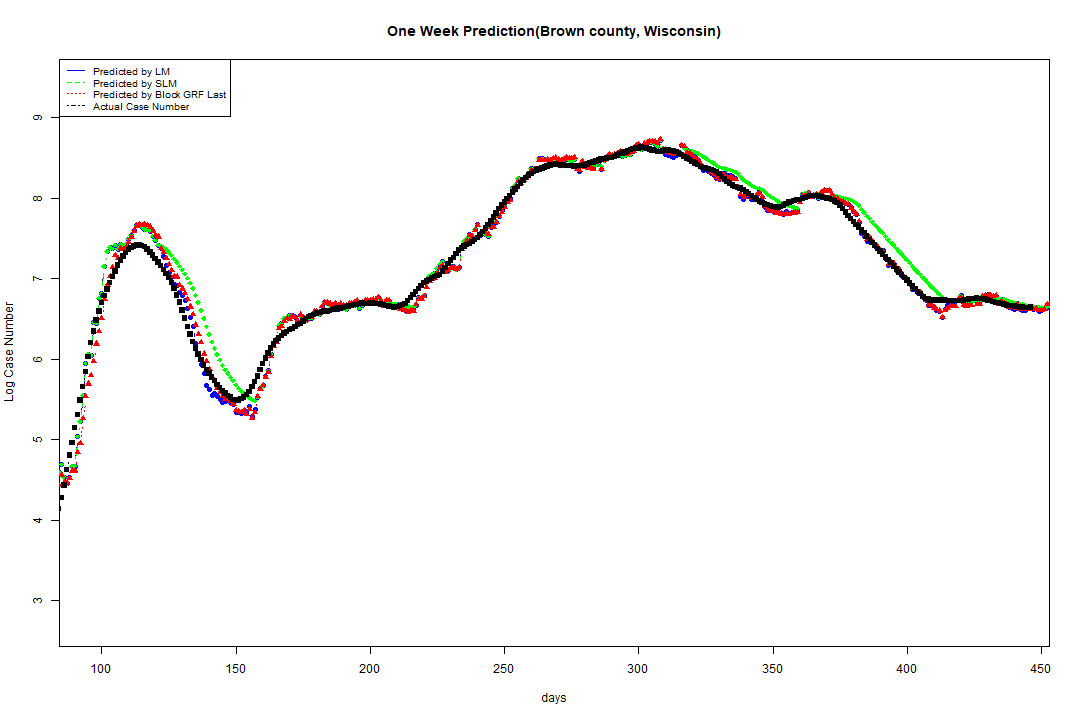 One Week Prediction(Brown county, Wisconsin)
Predicted by LM
Predicted by SLM
Predicted by Block GRF Last
Actual Case Number
9
8
7
6
5
4
3
Log Case Number
100 150 200 250 300 350 400 450
days